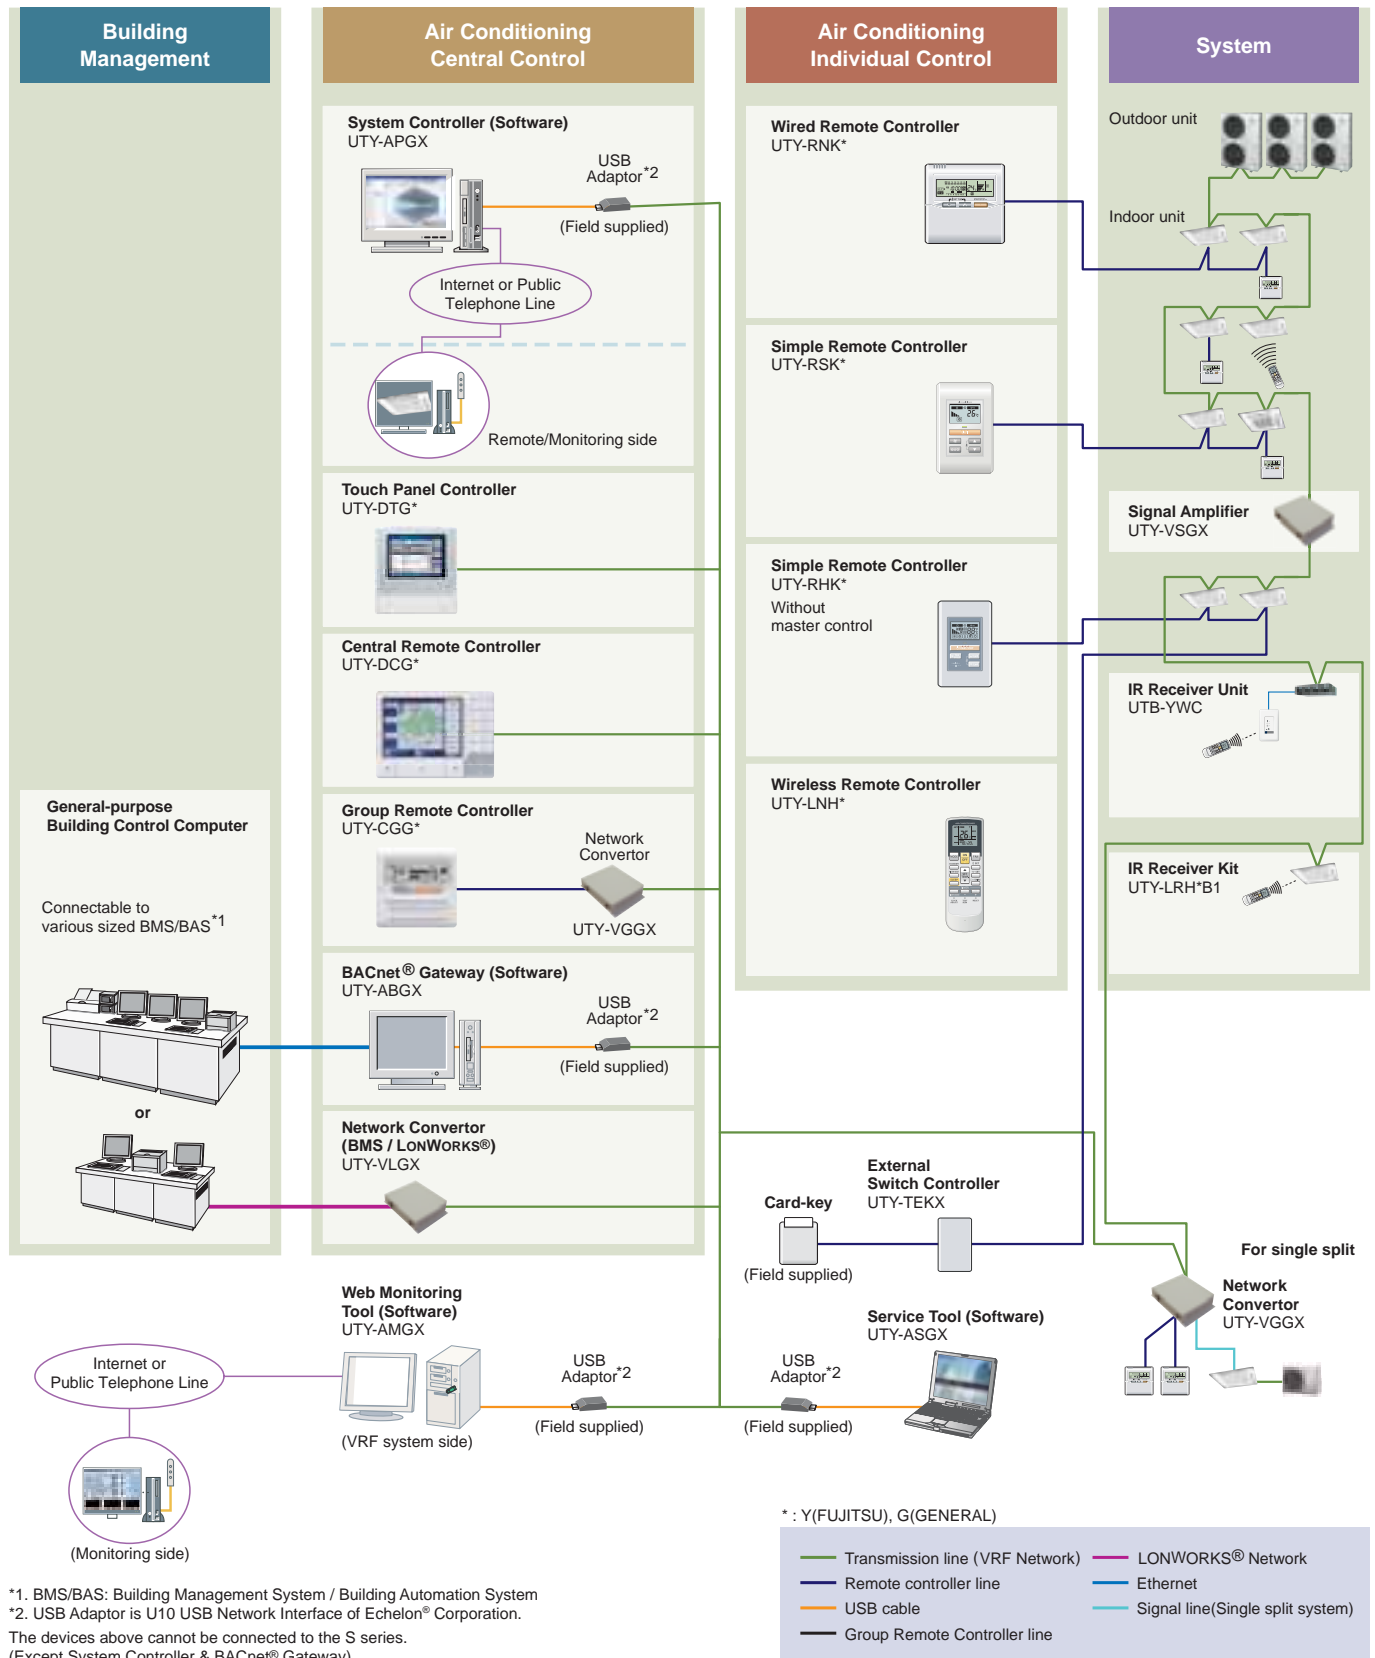 Building
Management
Air Conditioning
Central Control
Air Conditioning
Individual Control
System
System Controller (Software)
UTY-APGX
USB
Adaptor*2
(Field supplied)
Internet or Public
Telephone Line
Remote/Monitoring side
Touch Panel Controller
UTY-DTG*
Central Remote Controller
UTY-DCG*
Group Remote Controller
UTY-CGG*
Network
Convertor
UTY-VGGX
BACnet® Gateway (Software)
UTY-ABGX
USB
Adaptor*2
(Field supplied)
Network Convertor
(BMS / LONWORKS®)
UTY-VLGX
General-purpose
Building Control Computer
Connectable to
various sized BMS/BAS*1
or
Wired Remote Controller
UTY-RNK*
Simple Remote Controller
UTY-RSK*
Simple Remote Controller
UTY-RHK*
Without
master control
Wireless Remote Controller
UTY-LNH*
Outdoor unit
Indoor unit
Signal Amplifier
UTY-VSGX
IR Receiver Unit
UTB-YWC
IR Receiver Kit
UTY-LRH*B1
External
Switch Controller
UTY-TEKX
Card-key
(Field supplied)
For single split
Network
Convertor
UTY-VGGX
Web Monitoring
Tool (Software)
UTY-AMGX
(VRF system side)
USB
Adaptor*2
(Field supplied)
USB
Adaptor*2
(Field supplied)
Service Tool (Software)
UTY-ASGX
Internet or
Public Telephone Line
(Monitoring side)
* : Y(FUJITSU), G(GENERAL)
Transmission line (VRF Network)
Remote controller line
USB cable
Group Remote Controller line
LONWORKS® Network
Ethernet
Signal line(Single split system)
*1. BMS/BAS: Building Management System / Building Automation System
*2. USB Adaptor is U10 USB Network Interface of Echelon® Corporation.
The devices above cannot be connected to the S series.
(Except System Controller & BACnet® Gateway)